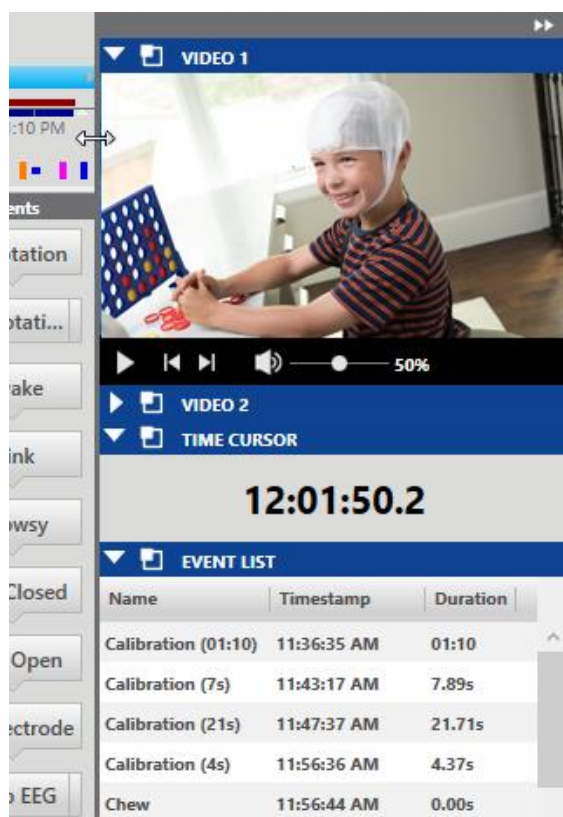 VIDEO 1
:10 PM
ents
tation
otati...
ake
ink
wsy
Closed
Open
ectrode
EEG
50%
VIDEO 2
TIME CURSOR
12:01:50.2
EVENT LIST
Name Timestamp Duration
Calibration (01:10) 11:36:35 AM 01:10
Calibration (7s) 11:43:17 AM 7.89s
Calibration (21s) 11:47:37 AM 21.71s
Calibration (4s) 11:56:36 AM 4.37s
Chew 11:56:44 AM 0.00s